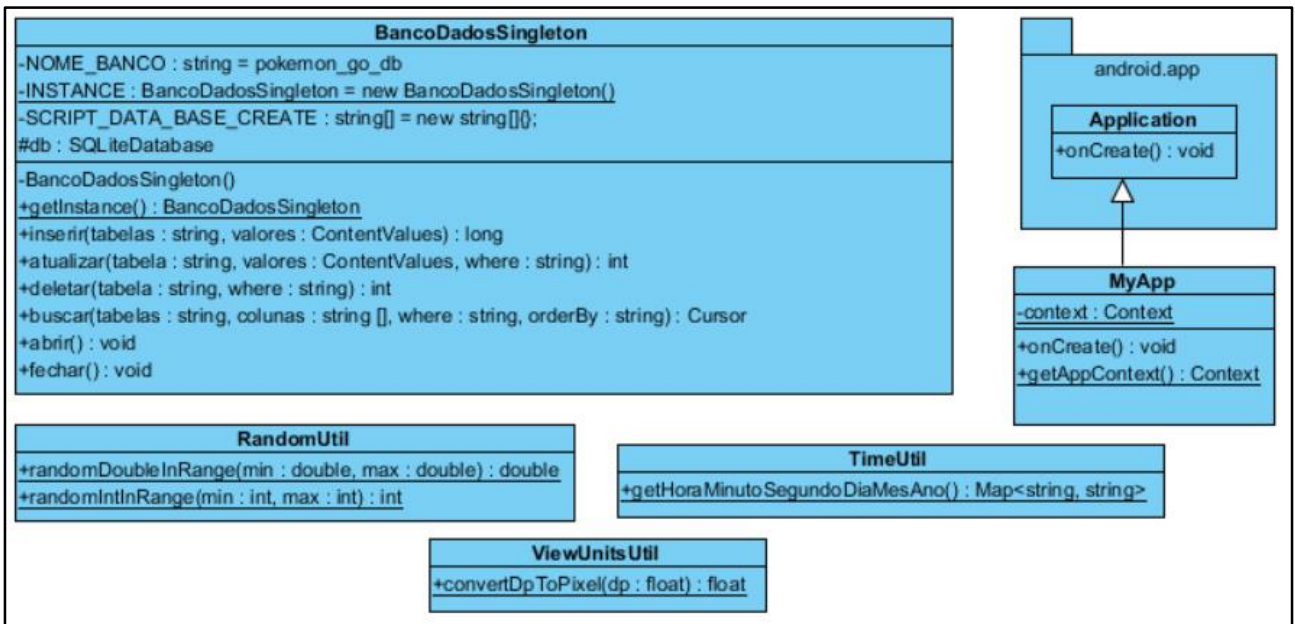 BancoDadosSingleton
-NOME_BANCO : string = pokemon_go_db
-INSTANCE : BancoDadosSingleton = new BancoDadosSingleton()
-SCRIPT_DATA_BASE_CREATE : string[] = new string[]{};
#db : SQLiteDatabase
-BancoDadosSingleton()
+getInstance() : BancoDadosSingleton
+inserir(tabelas : string, valores : ContentValues) : long
+atualizar(tabela : string, valores : ContentValues, where : string) : int
+deletar(tabela : string, where : string) : int
+buscar(tabelas : string, colunas : string [], where : string, orderBy : string) : Cursor
+abrir() : void
+fechar() : void
android.app
Application
+onCreate() : void
MyApp
-context : Context
+onCreate() : void
+getAppContext() : Context
RandomUtil
+randomDoubleInRange(min : double, max : double) : double
+randomIntInRange(min : int, max : int) : int
TimeUtil
+getHoraMinutoSegundoDiaMesAno() : Map<string, string>
ViewUnitsUtil
+convertDpToPixel(dp : float) : float